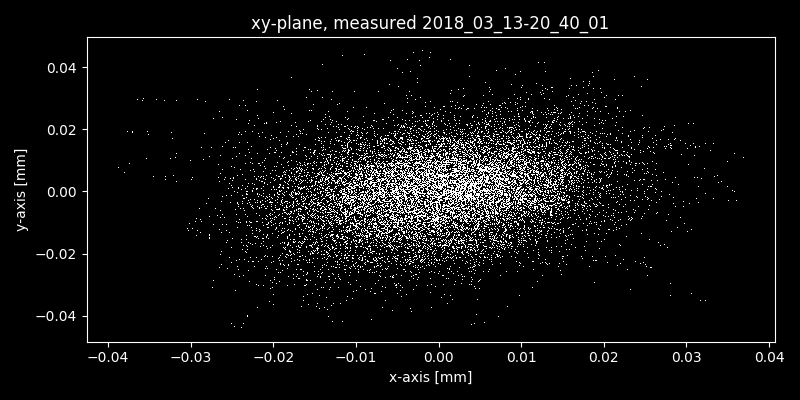 xy-plane, measured 2018_03_13-20_40_01
0.04
0.02
0.00
−0.02
−0.04
y-axis [mm]
−0.04 −0.03 −0.02 −0.01 0.00 0.01 0.02 0.03 0.04
x-axis [mm]